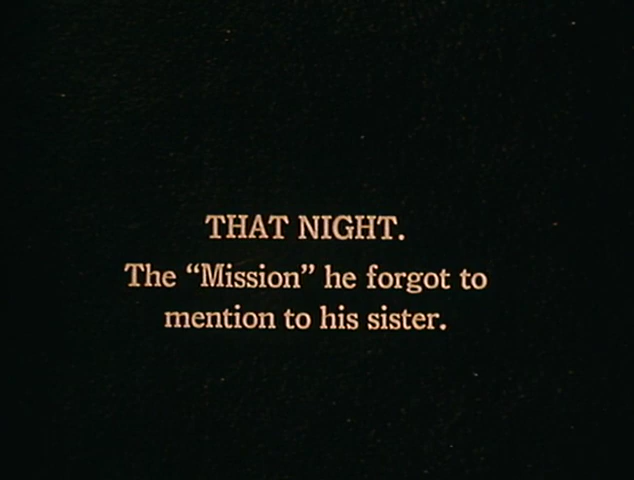 THAT NIGHT.
The “Mission” he forgot to
mention to his sister.